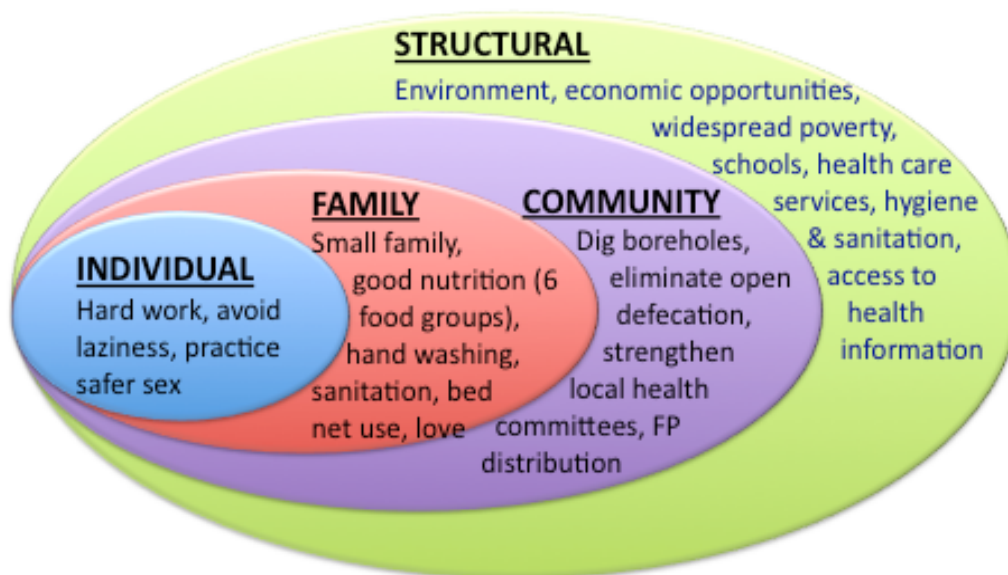 STRUCTURAL
Environment, economic opportunities,
widespread poverty,
schools, health care
services, hygiene
& sanitation,
access to
health
information
FAMILY
Small family,
good nutrition (6
food groups),
hand washing,
sanitation, bed
net use, love
COMMUNITY
Dig boreholes,
eliminate open
defecation,
strengthen
local health
committees, FP
distribution
INDIVIDUAL
Hard work, avoid
laziness, practice
safer sex